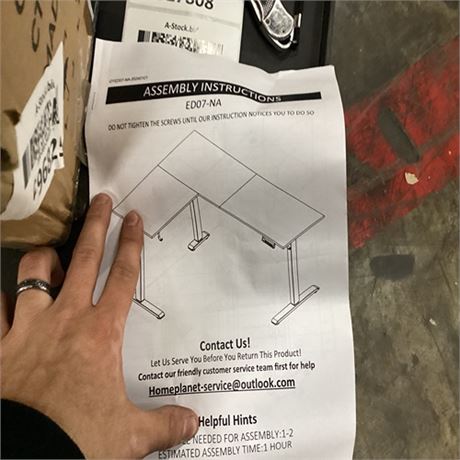 A-Stock.bid
ASSEMBLY INSTRUCTIONS
ED07-NA
DO NOT TIGHTEN THE SCREWS UNTIL OUR INSTRUCTION NOTICES YOU TO DO SO
Contact Us!
Let Us Serve You Before You Return This Product!
Contact our friendly customer service team first for help
Homeplanet-service@outlook.com
Helpful Hints
NEEDED FOR ASSEMBLY:1-2
ESTIMATED ASSEMBLY TIME:1 HOUR